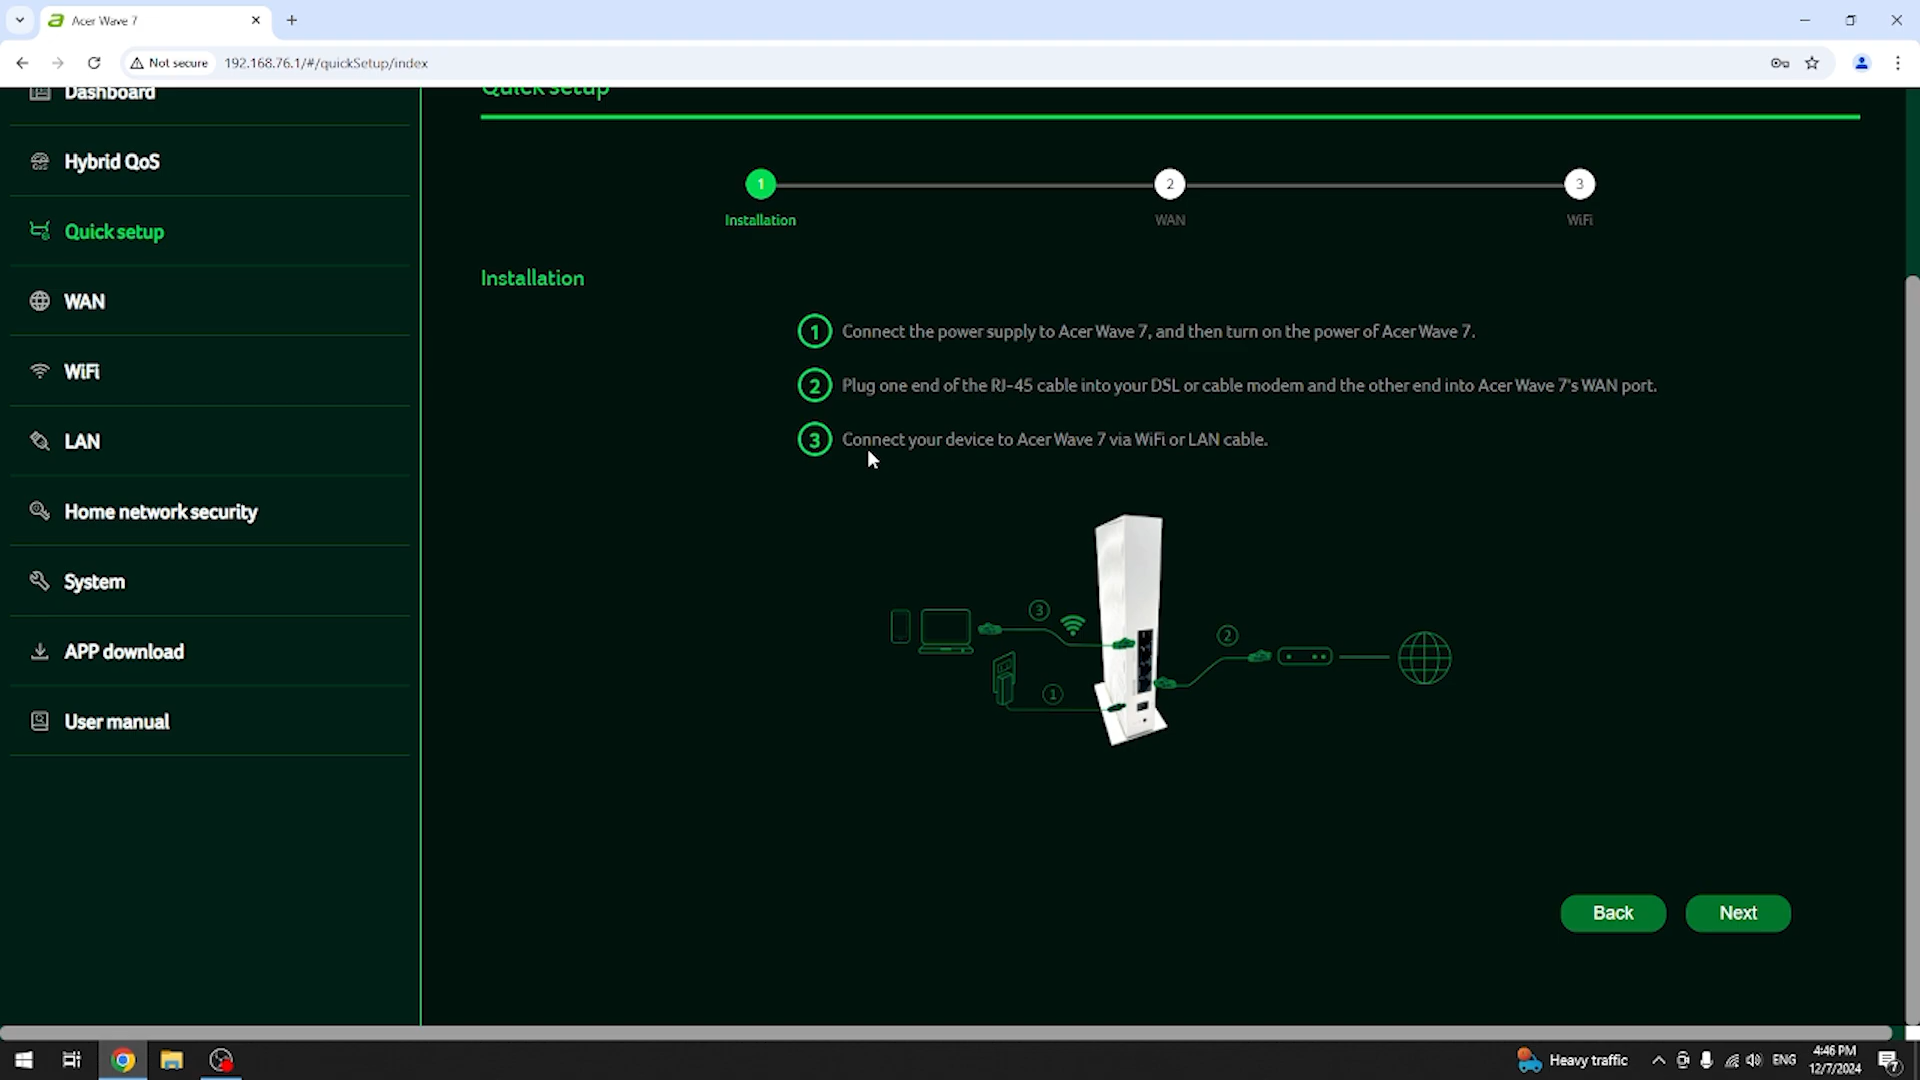 Acer Wave 7
Not secure
192.168.76.1/#/quickSetup/index
Dashboard
Hybrid QoS
Quick setup
WAN
WiFi
LAN
Home network security
System
APP download
User manual
Quick setup
1
2
3
Installation
WAN
WiFi
Installation
1 Connect the power supply to Acer Wave 7, and then turn on the power of Acer Wave 7.
2 Plug one end of the RJ-45 cable into your DSL or cable modem and the other end into Acer Wave 7's WAN port.
3 Connect your device to Acer Wave 7 via WiFi or LAN cable.
3
2
1
Back
Next
Heavy traffic
ENG
4:46 PM
12/7/2024
7